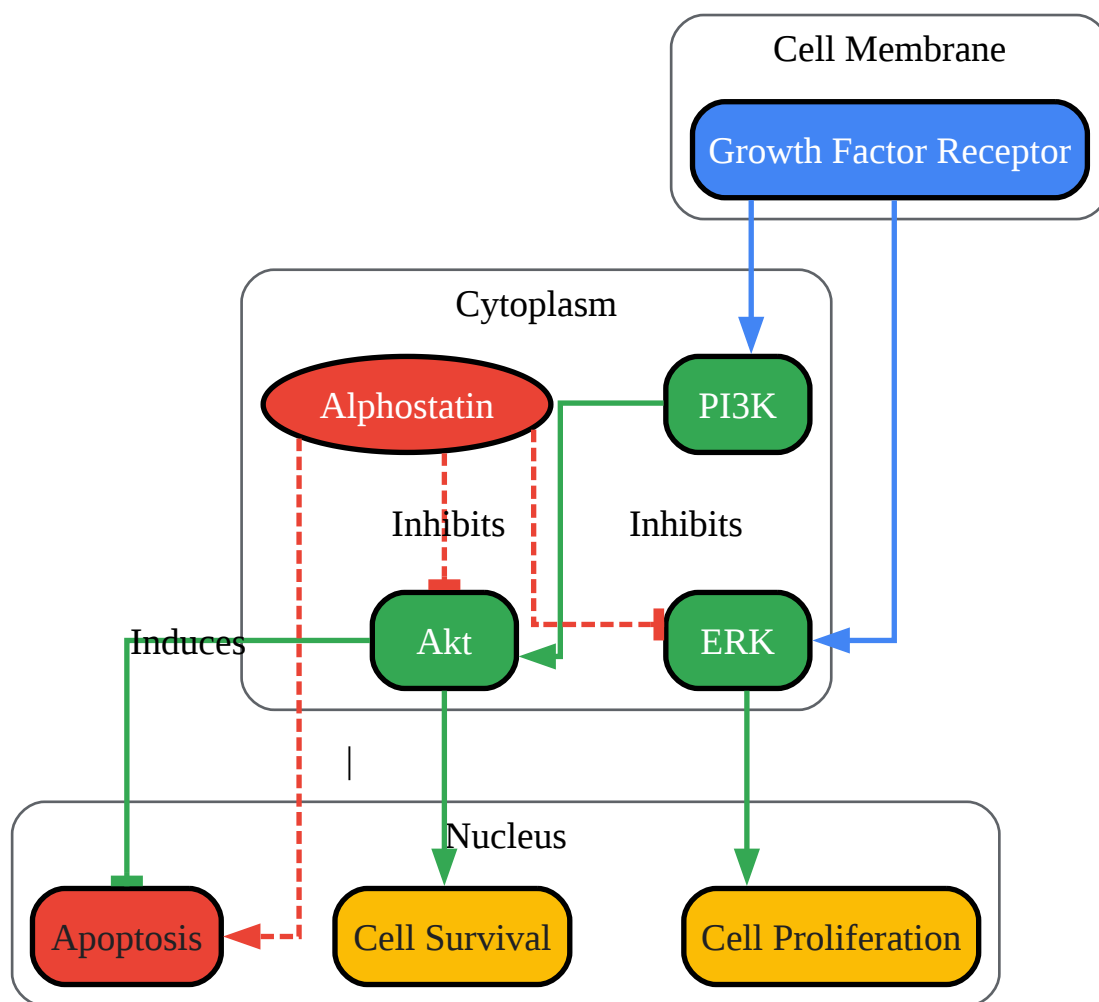 Cell Membrane
Growth Factor Receptor
Cytoplasm
Alphostatin
PI3K
Inhibits
Inhibits
Induces
Akt
ERK
|
Nucleus
Apoptosis
Cell Survival
Cell Proliferation